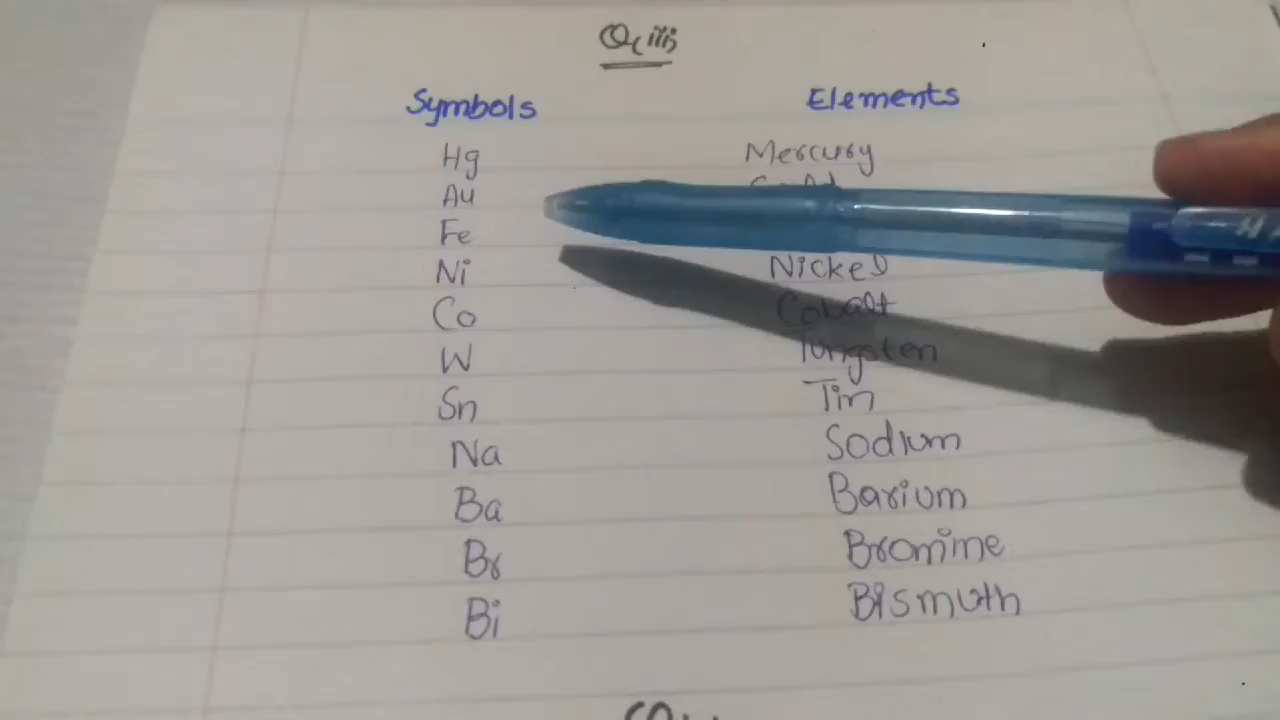 Q(iii)
Symbols Elements
Hg Mercury
Au
Fe
Ni Nickel
Co Cobalt
W Tungsten
Sn Tin
Na Sodium
Ba Barium
Br Bromine
Bi Bismuth